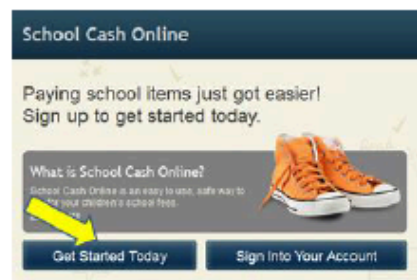 School Cash Online
Paying school items just got easier!
Sign up to get started today.
What is School Cash Online?
School Cash Online is an easy to use, safe way to
for your children's school fees.
Get Started Today
Sign Into Your Account